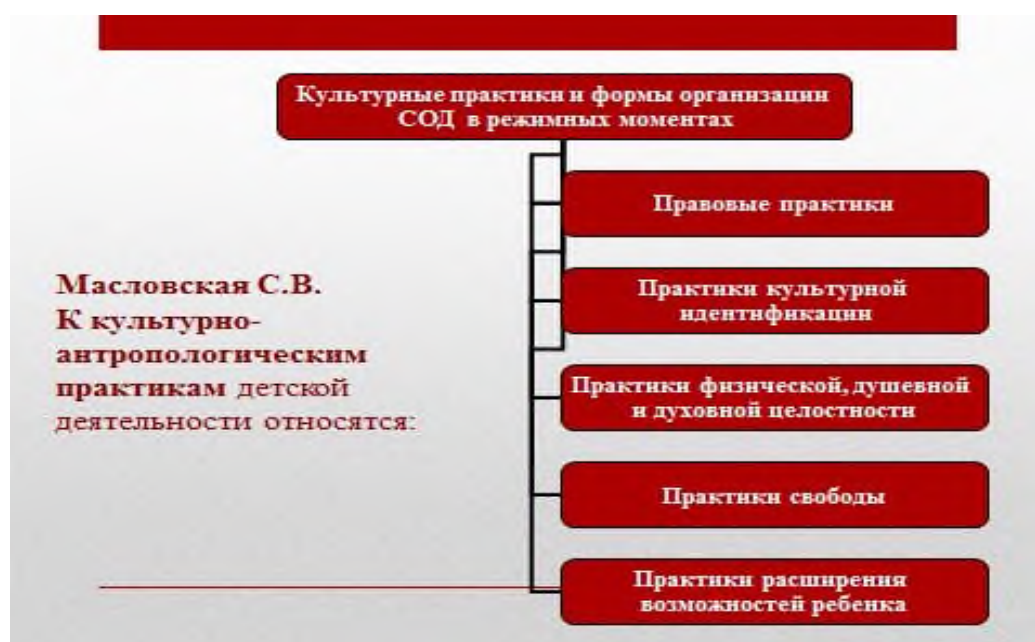 Культурные практики и формы организации
СОД в режимных моментах
Масловская С.В.
К культурно-
антропологическим
практикам детской
деятельности относятся:
Правовые практики
Практики культурной
идентификации
Практики физической, душевной
и духовной целостности
Практики свободы
Практики расширения
возможностей ребенка